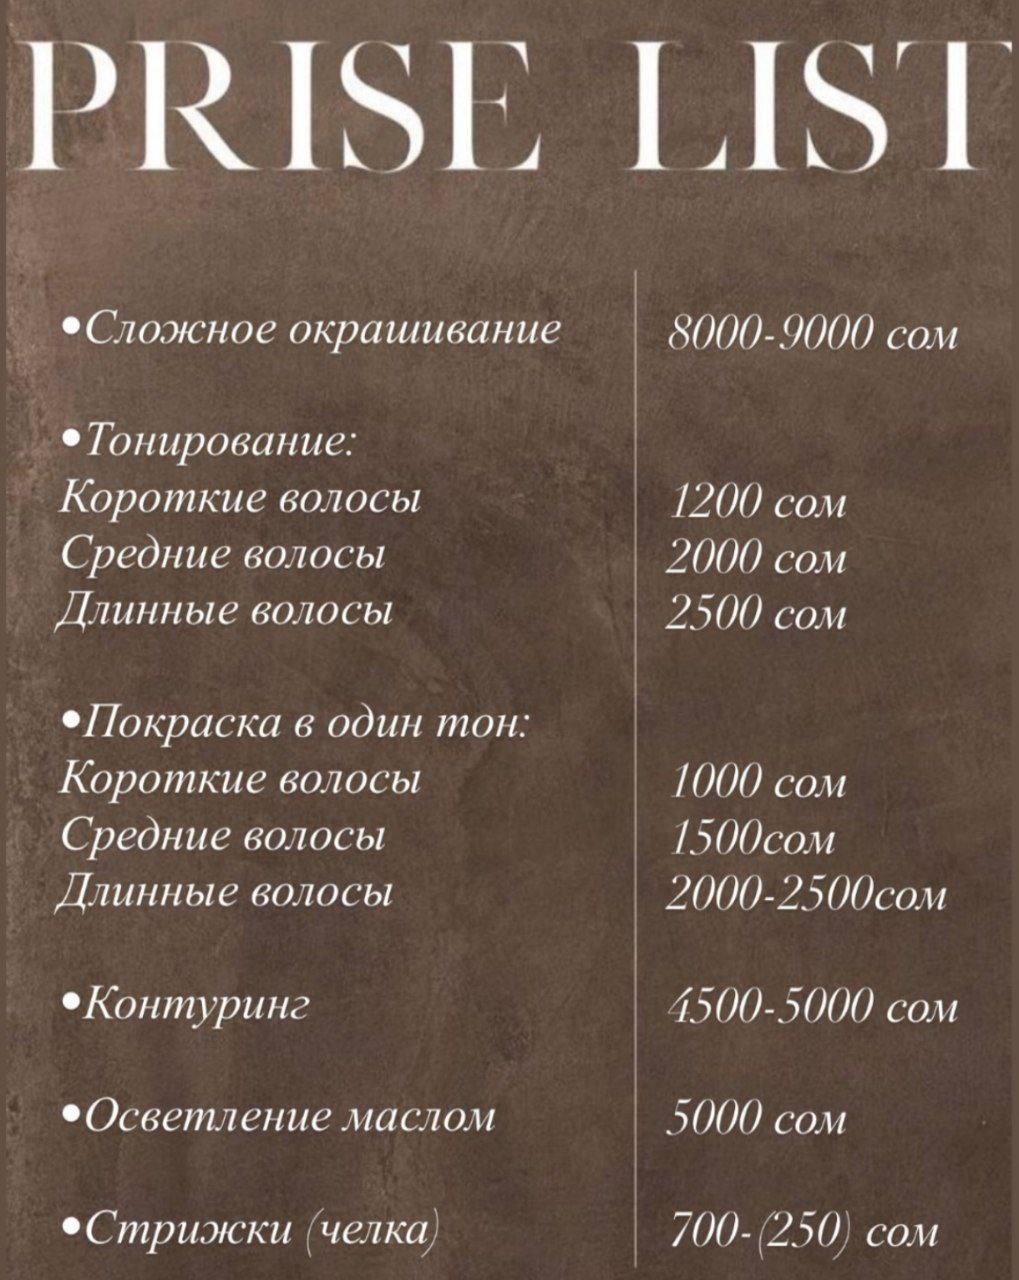 PRISE LIST
•Сложное окрашивание 8000-9000 сом
•Тонирование:
Короткие волосы 1200 сом
Средние волосы 2000 сом
Длинные волосы 2500 сом
•Покраска в один тон:
Короткие волосы 1000 сом
Средние волосы 1500сом
Длинные волосы 2000-2500сом
•Контуринг 4500-5000 сом
•Осветление маслом 5000 сом
•Стрижки (челка) 700-(250) сом